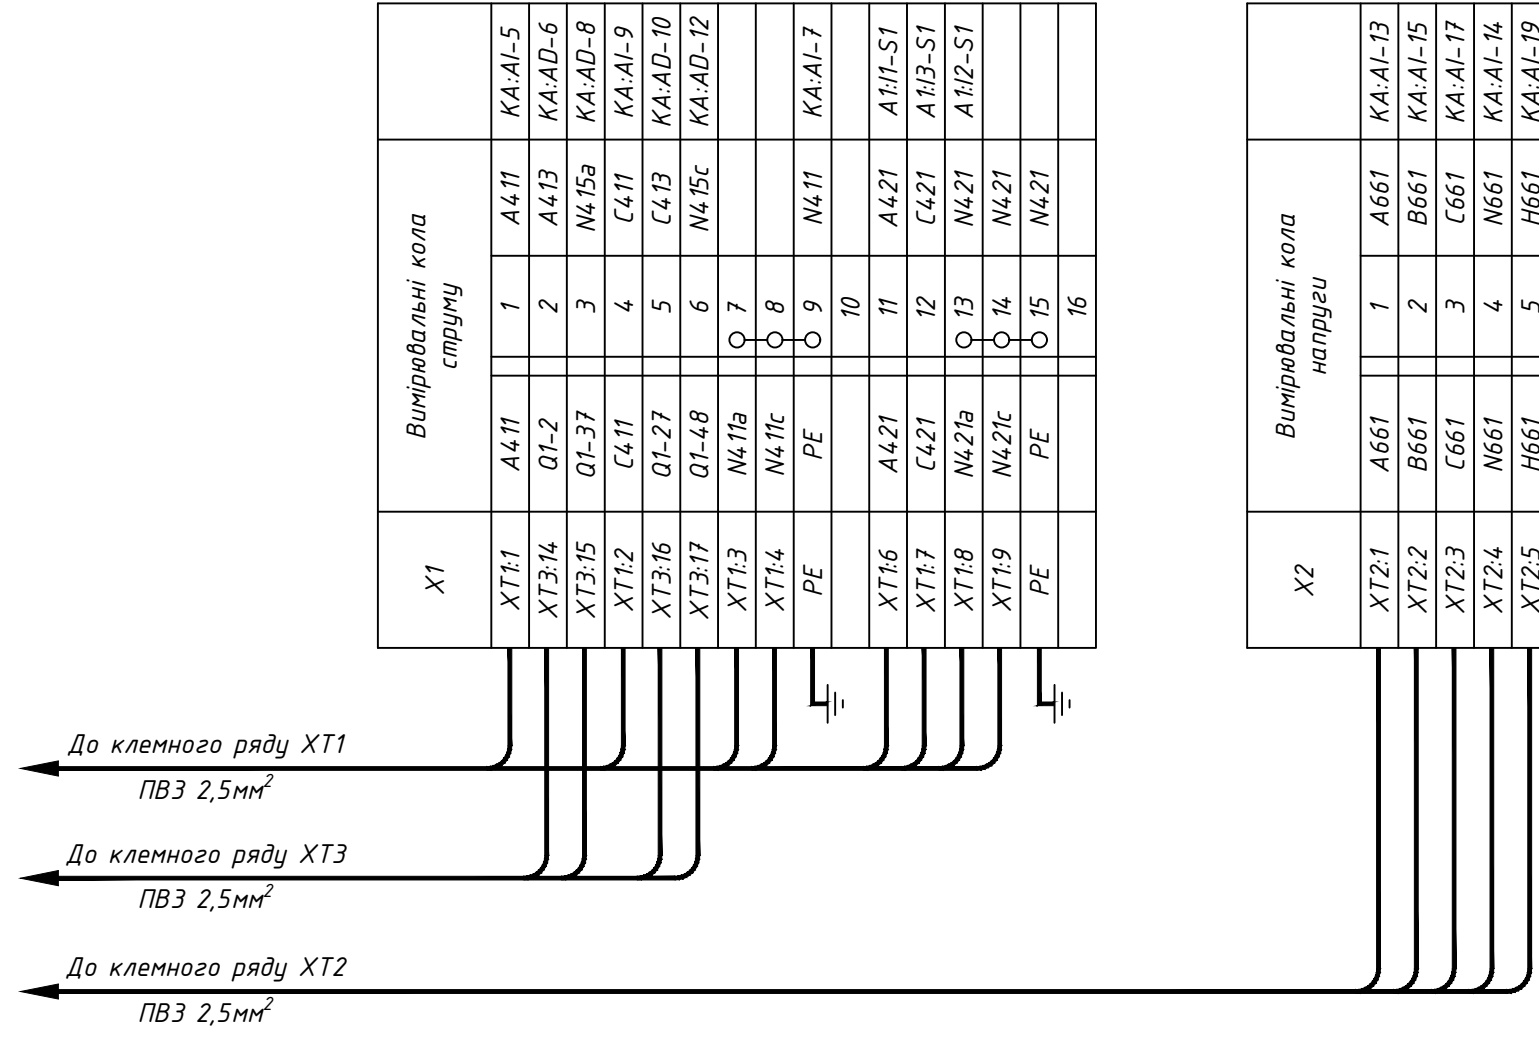 KA:AI-5
KA:AD-6
KA:AD-8
KA:AI-9
KA:AD-10
KA:AD-12
KA:AI-7
A1:I1-S1
A1:I3-S1
A1:I2-S1
Вимірювальні кола
струму
A411
A413
N415a
C411
C413
N415c
N411
A421
C421
N421
N421
N421
1
2
3
4
5
6
7
8
9
10
11
12
13
14
15
16
A411
Q1-2
Q1-37
C411
Q1-27
Q1-48
N411a
N411c
PE
A421
C421
N421a
N421c
PE
X1
XT1:1
XT3:14
XT3:15
XT1:2
XT3:16
XT3:17
XT1:3
XT1:4
PE
XT1:6
XT1:7
XT1:8
XT1:9
PE
KA:AI-13
KA:AI-15
KA:AI-17
KA:AI-14
KA:AI-19
Вимірювальні кола
напруги
A661
B661
C661
N661
H661
1
2
3
4
5
A661
B661
C661
N661
H661
X2
XT2:1
XT2:2
XT2:3
XT2:4
XT2:5
До клемного ряду XT1
ПВ3 2,5мм²
До клемного ряду XT3
ПВ3 2,5мм²
До клемного ряду XT2
ПВ3 2,5мм²